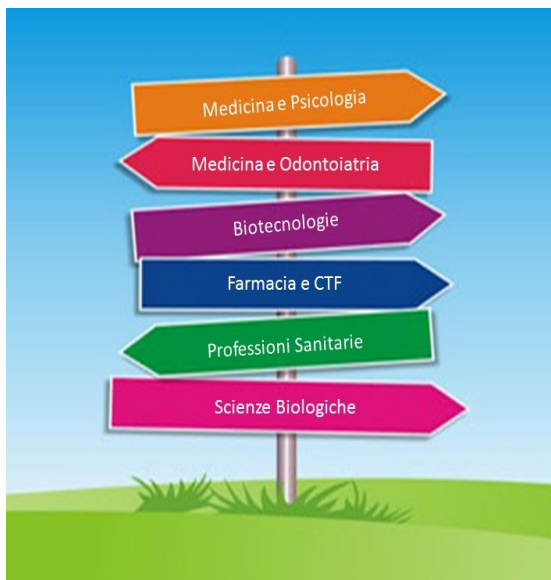 Medicina e Psicologia
Medicina e Odontoiatria
Biotecnologie
Farmacia e CTF
Professioni Sanitarie
Scienze Biologiche